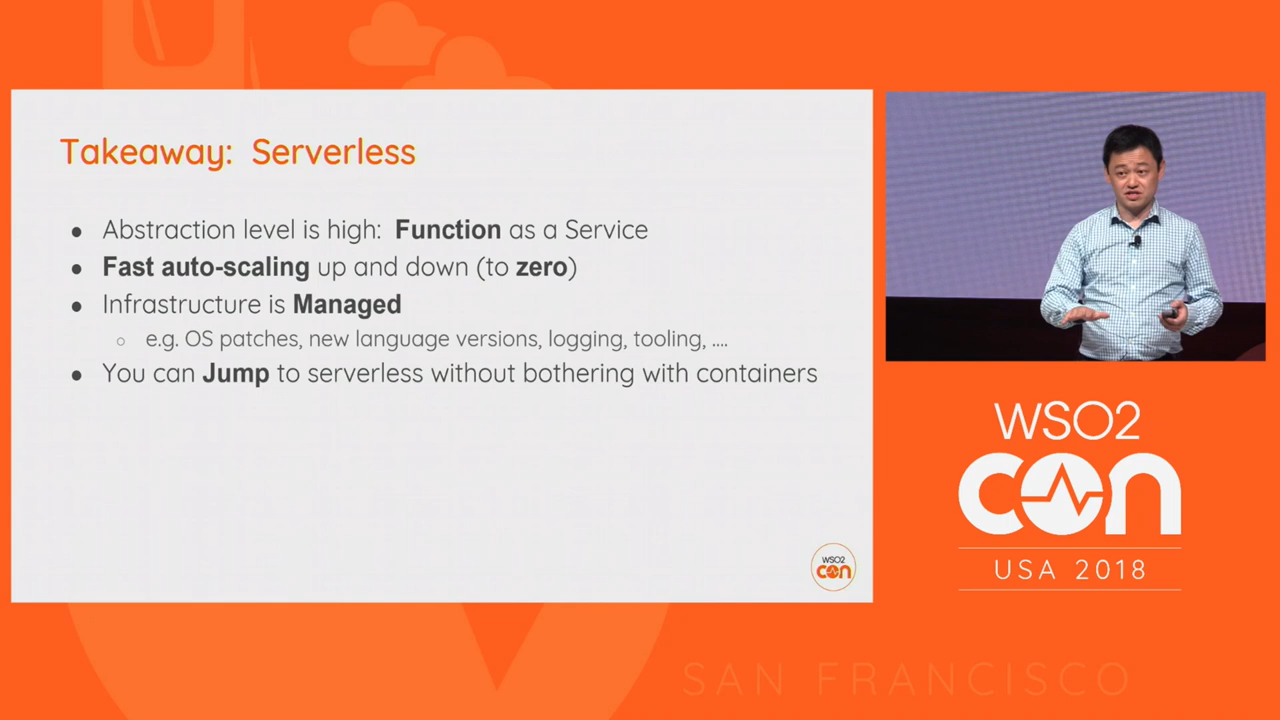 Takeaway: Serverless
● Abstraction level is high: Function as a Service
● Fast auto-scaling up and down (to zero)
● Infrastructure is Managed
○ e.g. OS patches, new language versions, logging, tooling, ....
● You can Jump to serverless without bothering with containers
WSO2
con
WSO2
con
USA 2018
SAN FRANCISCO